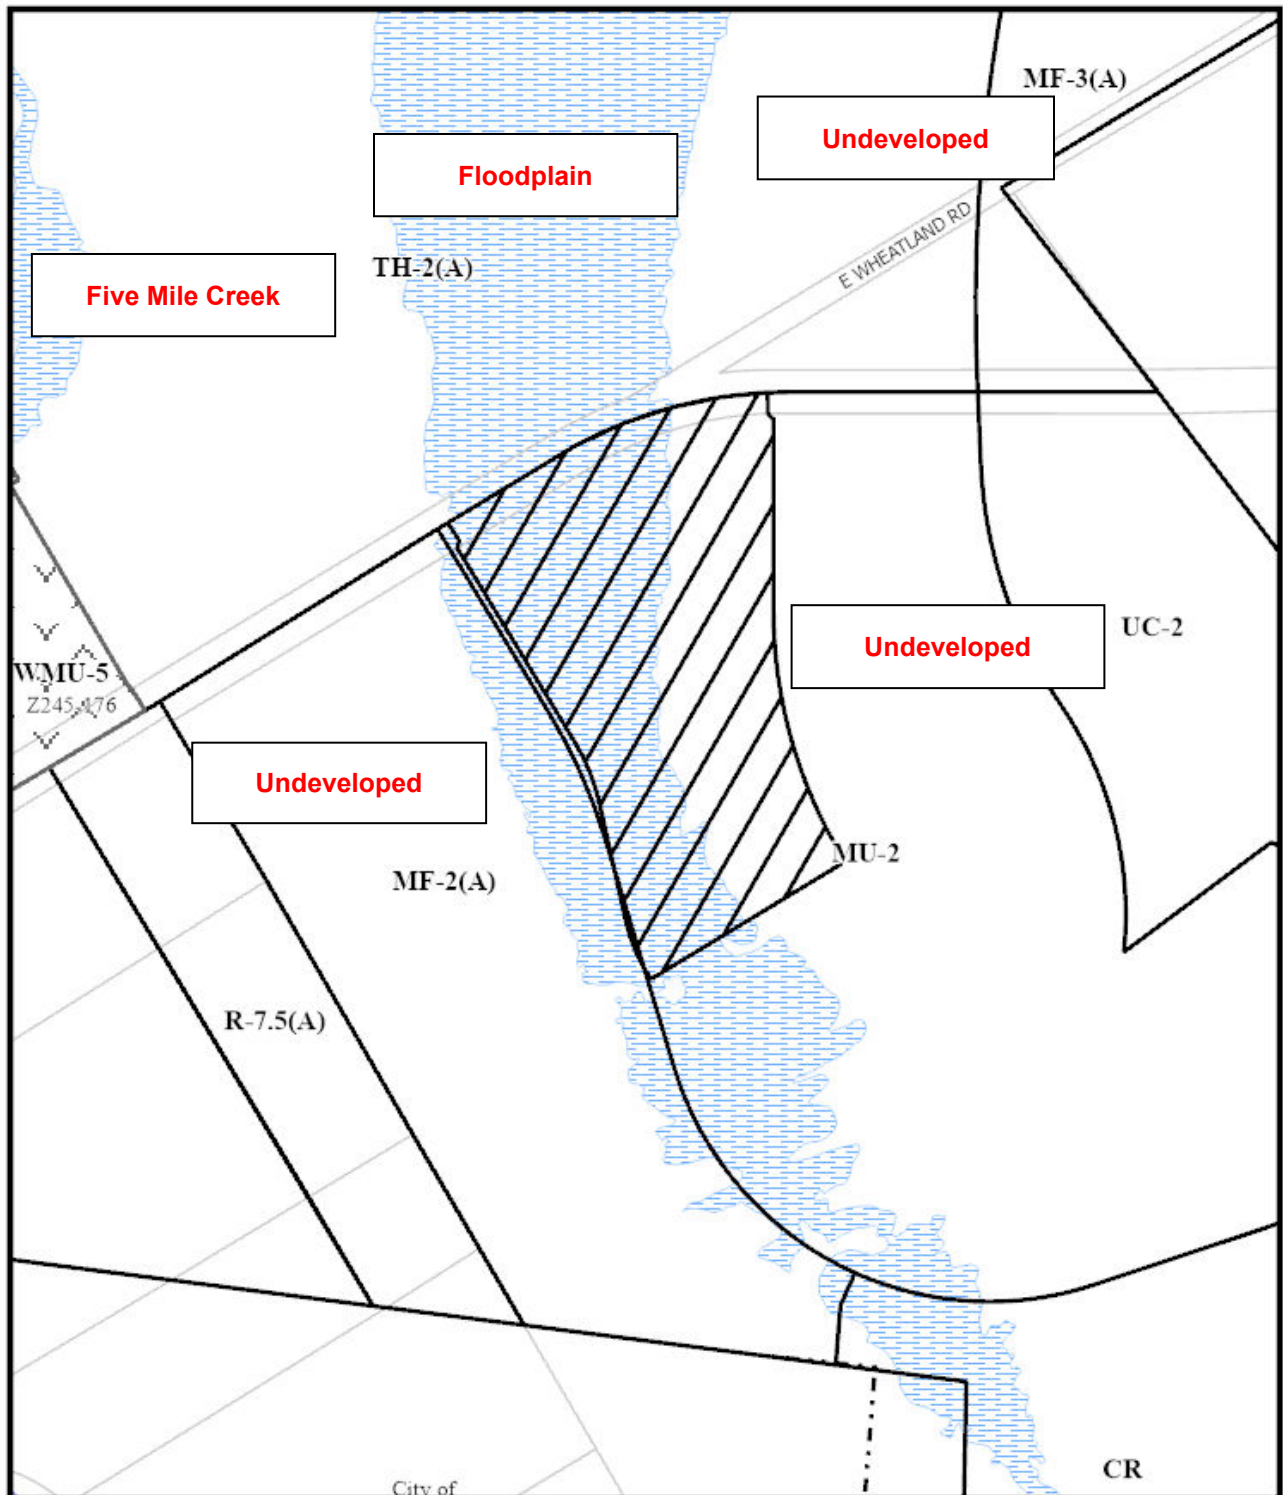 MF-3(A)
Undeveloped
Floodplain
E WHEATLAND RD
TH-2(A)
Five Mile Creek
UC-2
Undeveloped
WMU-5
Z245-176
Undeveloped
MU-2
MF-2(A)
R-7.5(A)
CR
City of